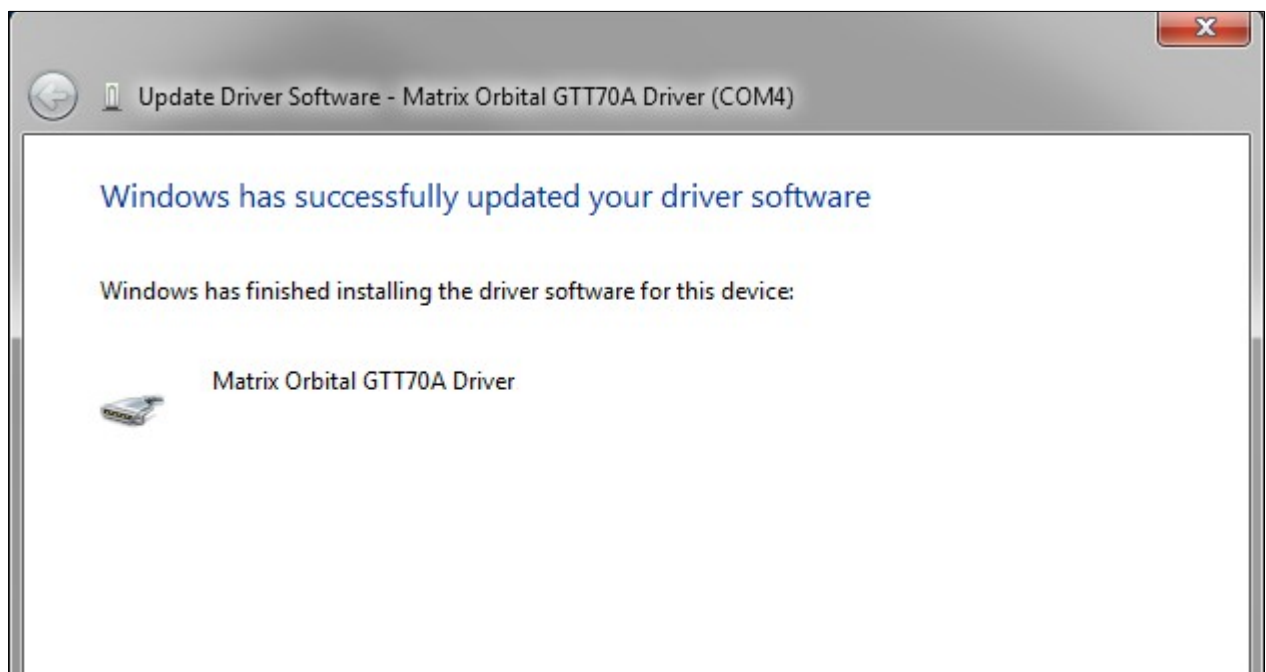 Update Driver Software - Matrix Orbital GTT70A Driver (COM4)
Windows has successfully updated your driver software
Windows has finished installing the driver software for this device:
Matrix Orbital GTT70A Driver